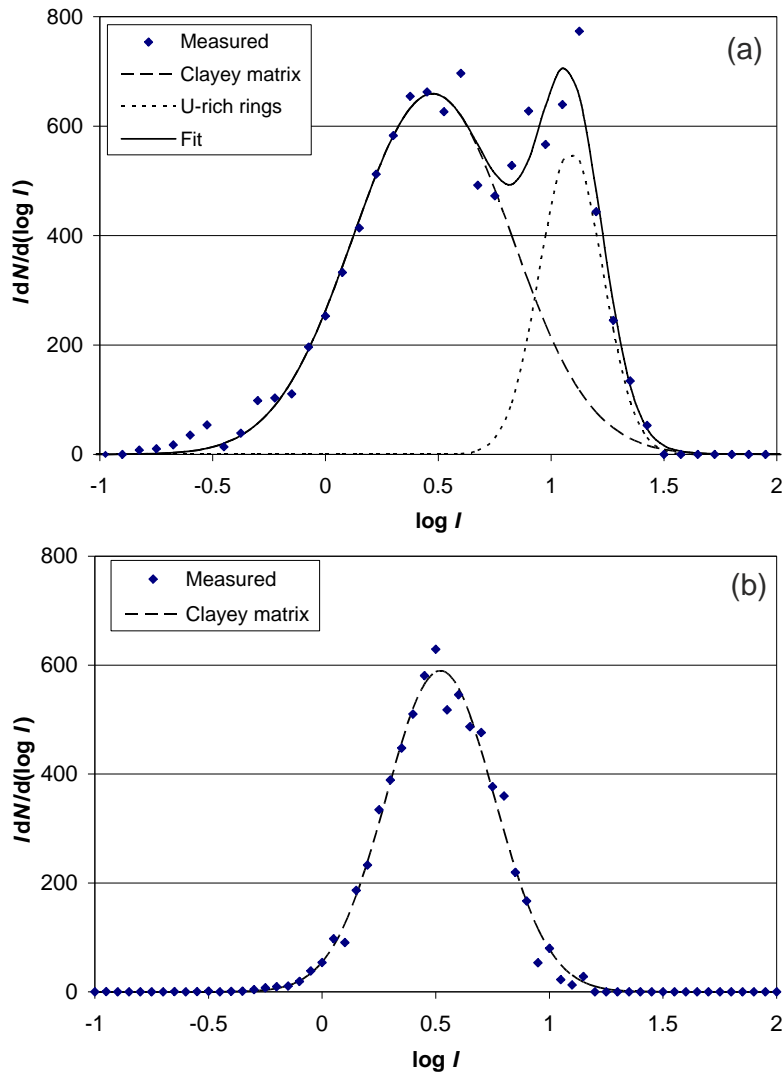 800
600
400
200
0
(a)
Measured
Clayey matrix
U-rich rings
Fit
I dN/d(log I)
-1 -0.5 0 0.5 1 1.5 2
log I
800
600
400
200
0
(b)
Measured
Clayey matrix
I dN/d(log I)
-1 -0.5 0 0.5 1 1.5 2
log I